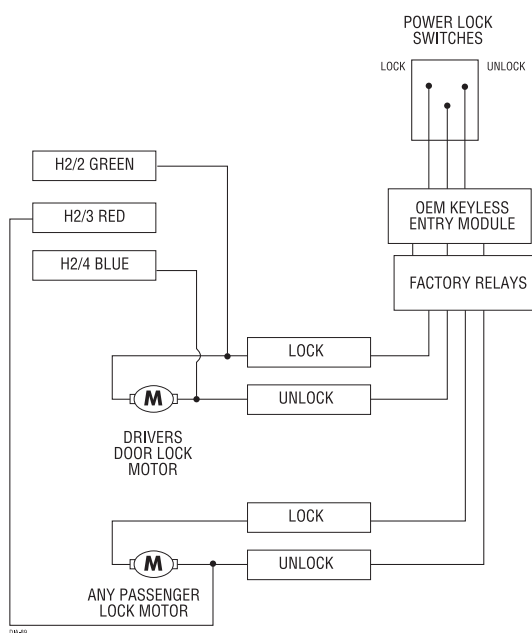 POWER LOCK
SWITCHES
LOCK
UNLOCK
H2/2 GREEN
H2/3 RED
H2/4 BLUE
OEM KEYLESS
ENTRY MODULE
FACTORY RELAYS
LOCK
M
UNLOCK
DRIVERS
DOOR LOCK
MOTOR
LOCK
M
UNLOCK
ANY PASSENGER
LOCK MOTOR